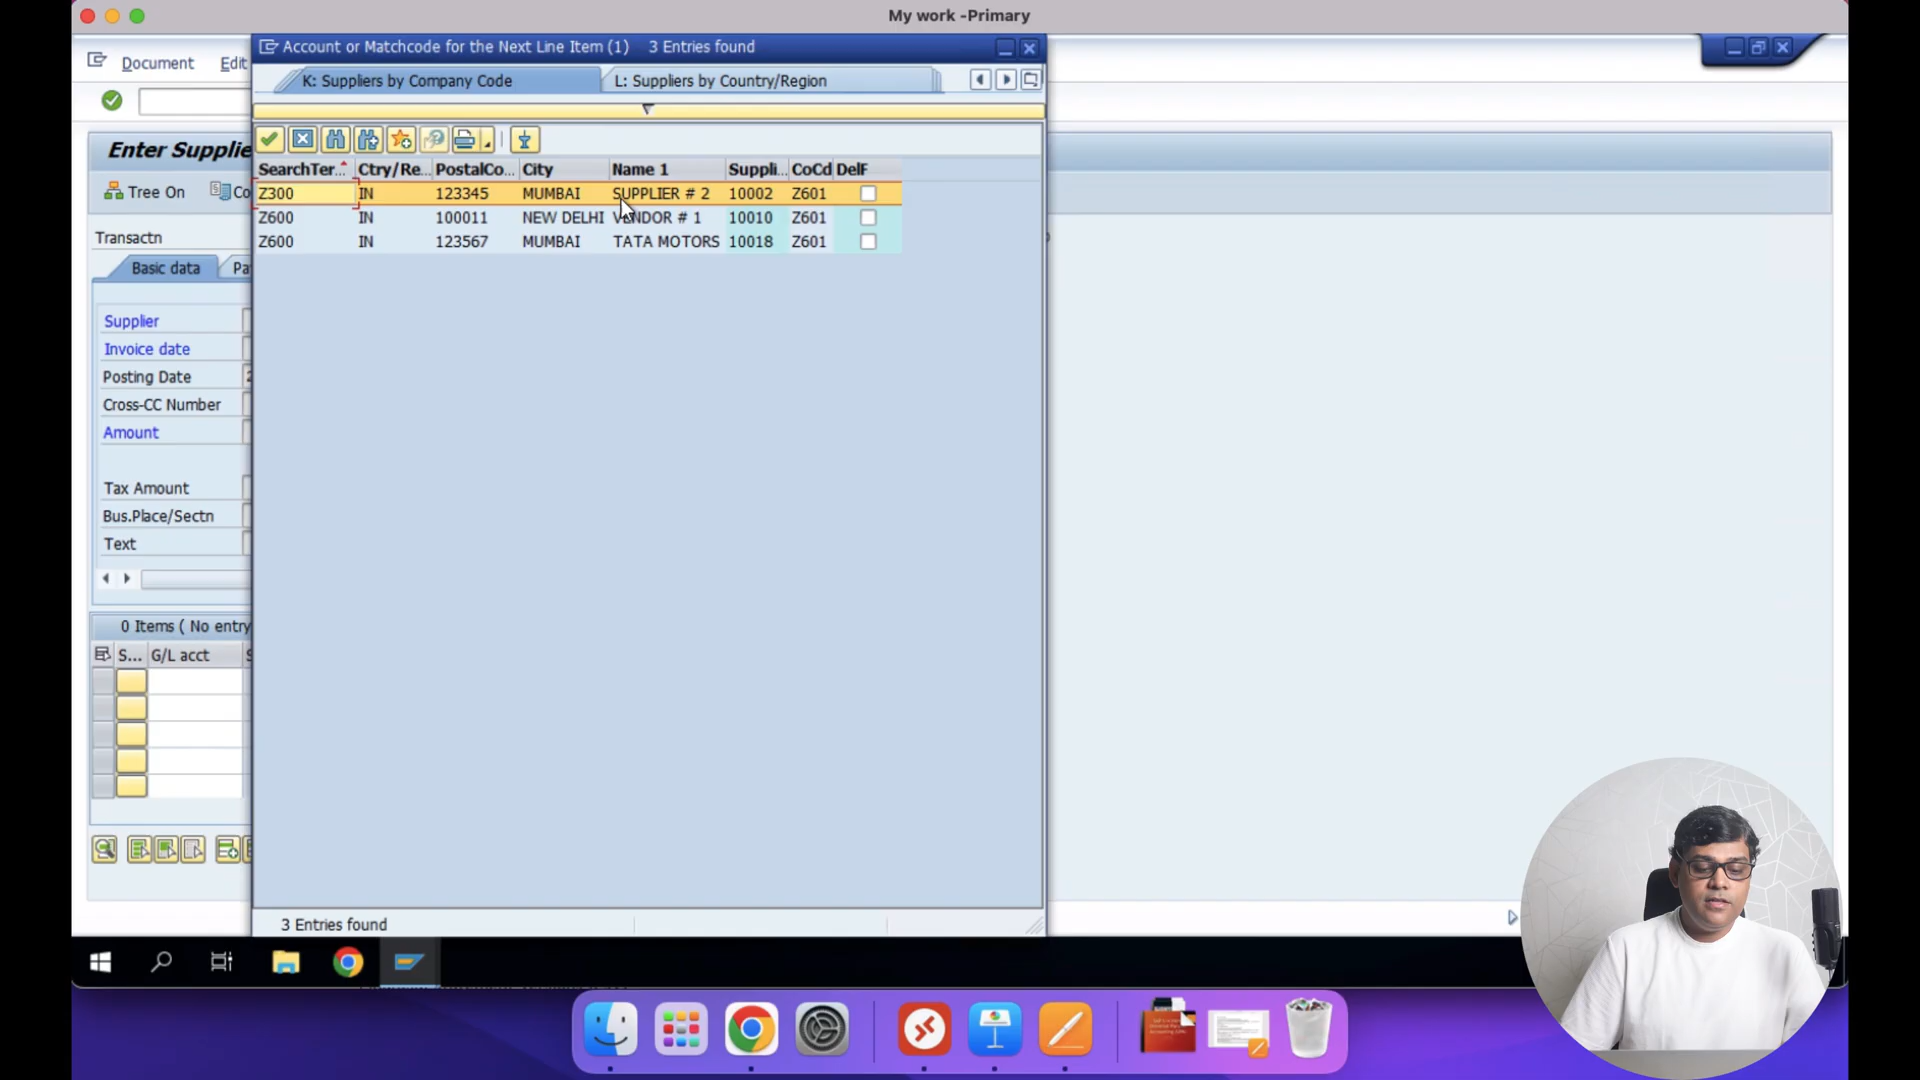 My work -Primary
Document Edit
Account or Matchcode for the Next Line Item (1) 3 Entries found
K: Suppliers by Company Code L: Suppliers by Country/Region
Enter Supplie
Tree On Co
SearchTer... Ctry/Re... PostalCo... City Name 1 Suppli... CoCd DelF
Z300 IN 123345 MUMBAI SUPPLIER # 2 10002 Z601
Z600 IN 100011 NEW DELHI VENDOR # 1 10010 Z601
Z600 IN 123567 MUMBAI TATA MOTORS 10018 Z601
Transactn
Basic data Pa
Supplier
Invoice date
Posting Date 2
Cross-CC Number
Amount
Tax Amount
Bus.Place/Sectn
Text
0 Items ( No entry
S... G/L acct S
3 Entries found